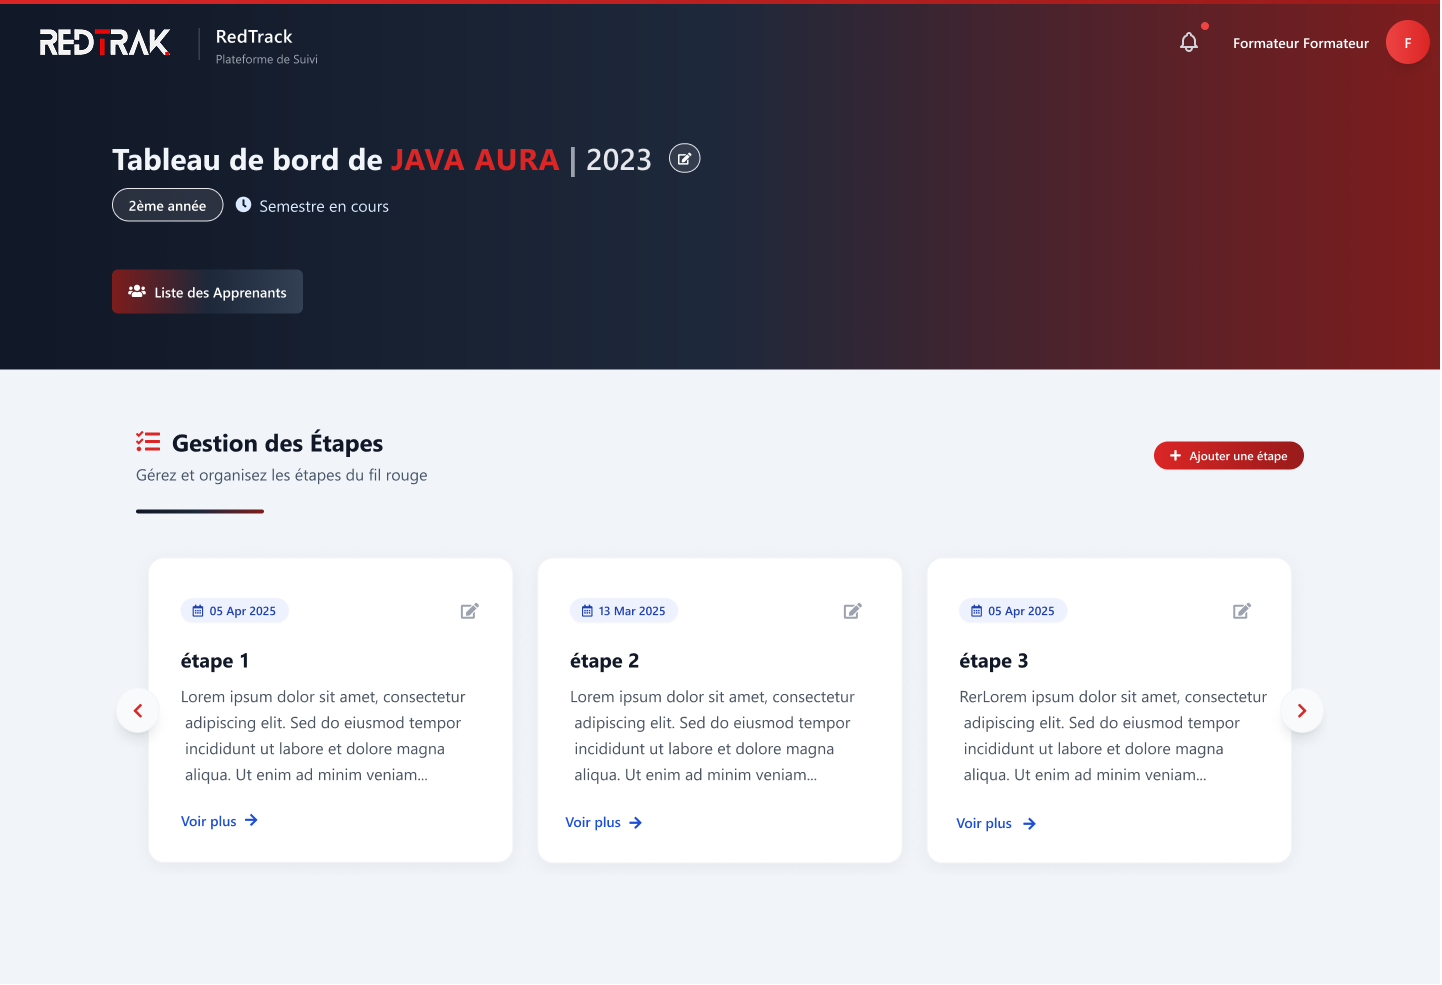 REDTRAK
RedTrack
Plateforme de Suivi
Formateur Formateur
F
Tableau de bord de JAVA AURA | 2023
2ème année
Semestre en cours
Liste des Apprenants
Gestion des Étapes
Gérez et organisez les étapes du fil rouge
Ajouter une étape
05 Apr 2025
étape 1
Lorem ipsum dolor sit amet, consectetur
adipiscing elit. Sed do eiusmod tempor
incididunt ut labore et dolore magna
aliqua. Ut enim ad minim veniam...
Voir plus
13 Mar 2025
étape 2
Lorem ipsum dolor sit amet, consectetur
adipiscing elit. Sed do eiusmod tempor
incididunt ut labore et dolore magna
aliqua. Ut enim ad minim veniam...
Voir plus
05 Apr 2025
étape 3
RerLorem ipsum dolor sit amet, consectetur
adipiscing elit. Sed do eiusmod tempor
incididunt ut labore et dolore magna
aliqua. Ut enim ad minim veniam...
Voir plus